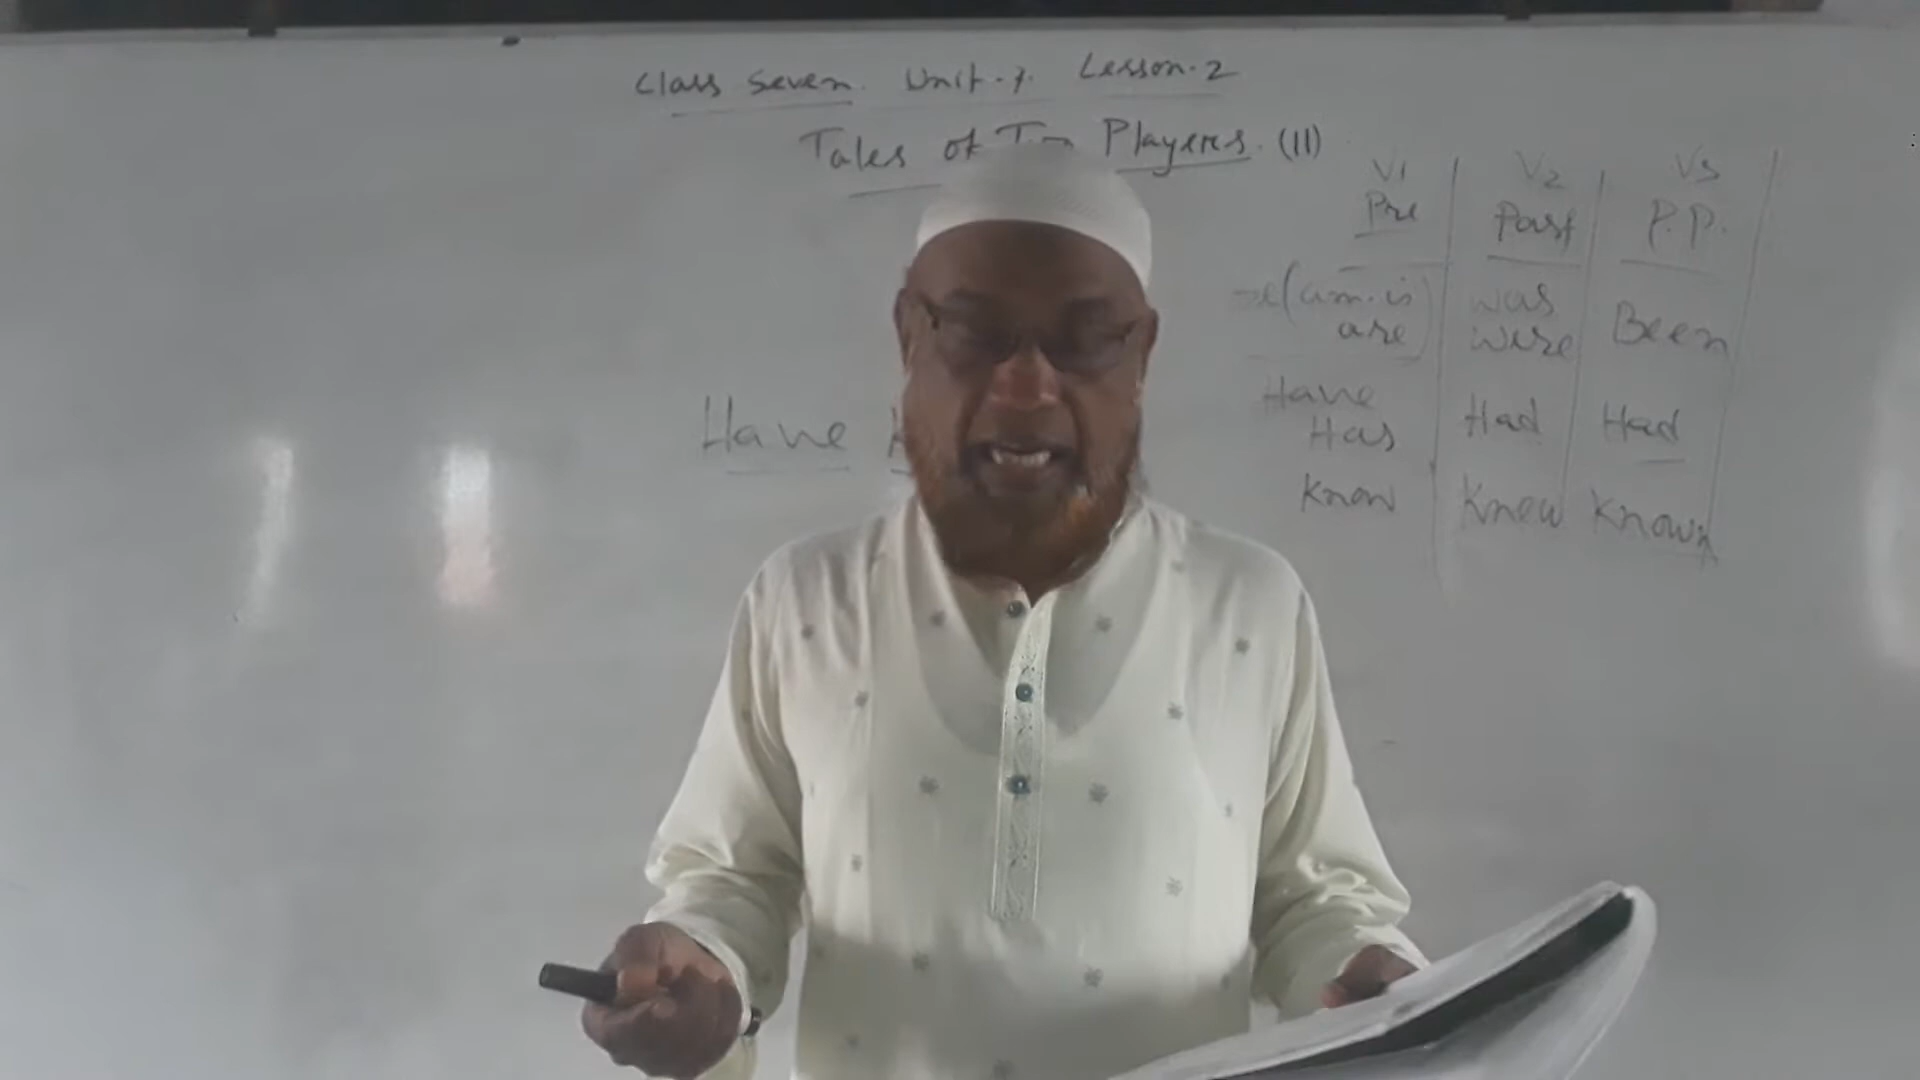 Class Seven. Unit-7. Lesson-2
Tales of Two Players. (II)
V1 V2 V3
Pre Past P.P.
(am. is are) was were Been
Have Has Had Had
Know Knew Known
Have